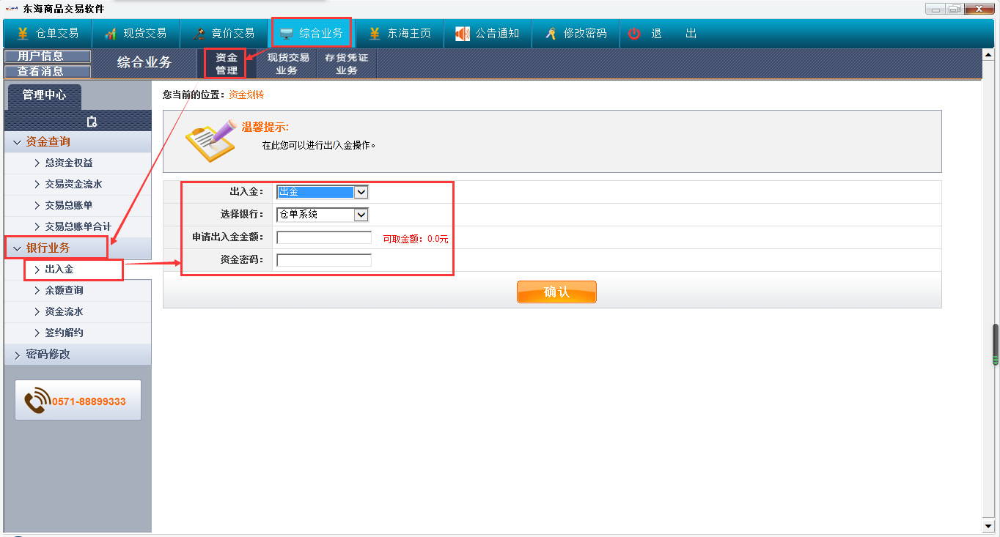 东海商品交易软件
仓单交易 现货交易 竞价交易 综合业务 东海主页 公告通知 修改密码 退 出
用户信息
查看消息
综合业务
资金
管理
现货交易
业务
存货凭证
业务
管理中心
资金查询
总资金权益
交易资金流水
交易总账单
交易总账单合计
银行业务
出入金
余额查询
资金流水
签约解约
密码修改
0571-88899333
您当前的位置：资金划转
温馨提示:
在此您可以进行出/入金操作。
出入金： 出金
选择银行： 仓单系统
申请出入金金额： 可取金额：0.0元
资金密码：
确认